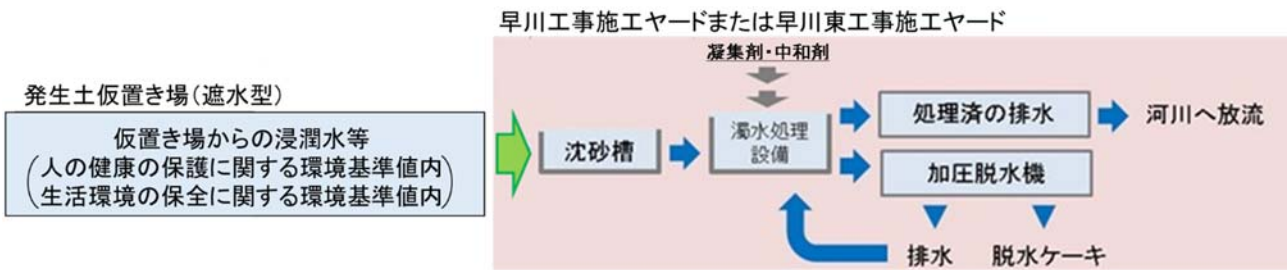 早川工事施工ヤードまたは早川東工事施工ヤード
凝集剤・中和剤
発生土仮置き場(遮水型)
仮置き場からの浸潤水等
(人の健康の保護に関する環境基準値内
生活環境の保全に関する環境基準値内)
沈砂槽
濁水処理
設備
処理済の排水
河川へ放流
加圧脱水機
排水
脱水ケーキ